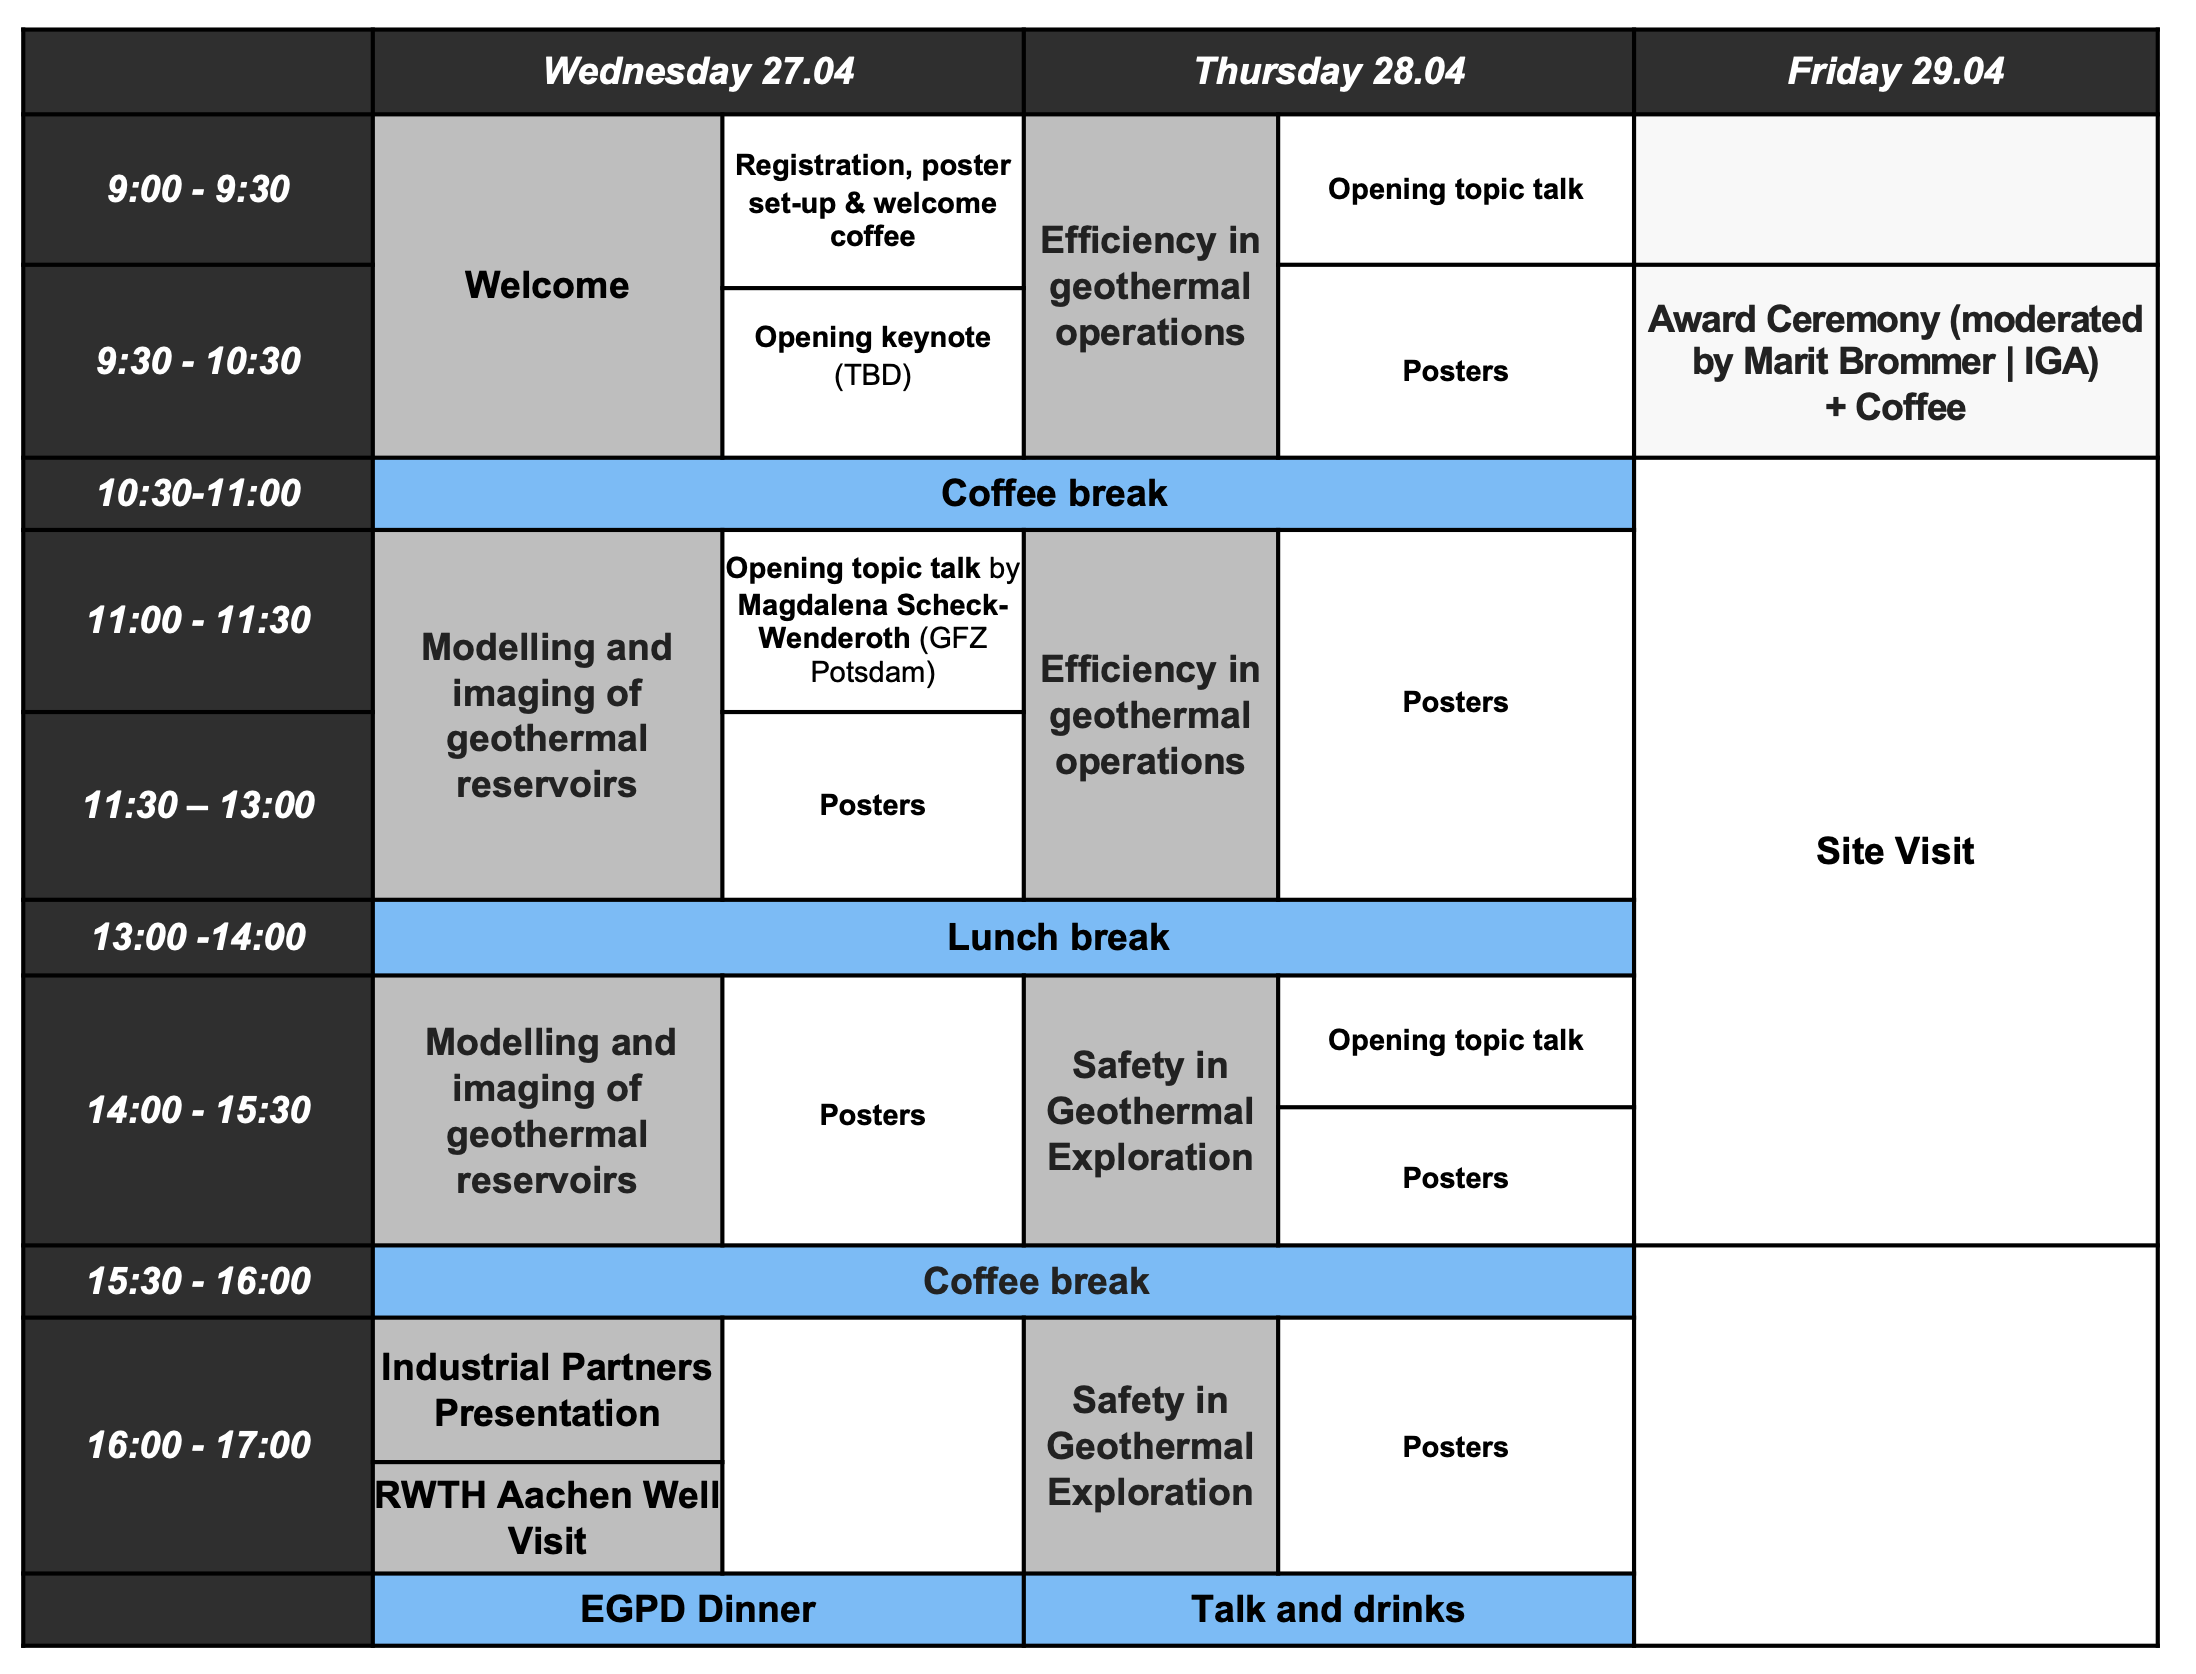 Wednesday 27.04
Thursday 28.04
Friday 29.04
9:00 - 9:30
Welcome
Registration, poster
set-up & welcome
coffee
Efficiency in
geothermal
operations
Opening topic talk
9:30 - 10:30
Opening keynote
(TBD)
Posters
Award Ceremony (moderated
by Marit Brommer | IGA)
+ Coffee
10:30-11:00
Coffee break
Site Visit
11:00 - 11:30
Modelling and
imaging of
geothermal
reservoirs
Opening topic talk by
Magdalena Scheck-
Wenderoth (GFZ
Potsdam)
Efficiency in
geothermal
operations
Posters
11:30 – 13:00
Posters
13:00 -14:00
Lunch break
14:00 - 15:30
Modelling and
imaging of
geothermal
reservoirs
Posters
Safety in
Geothermal
Exploration
Opening topic talk
Posters
15:30 - 16:00
Coffee break
16:00 - 17:00
Industrial Partners
Presentation
RWTH Aachen Well
Visit
Safety in
Geothermal
Exploration
Posters
EGPD Dinner
Talk and drinks